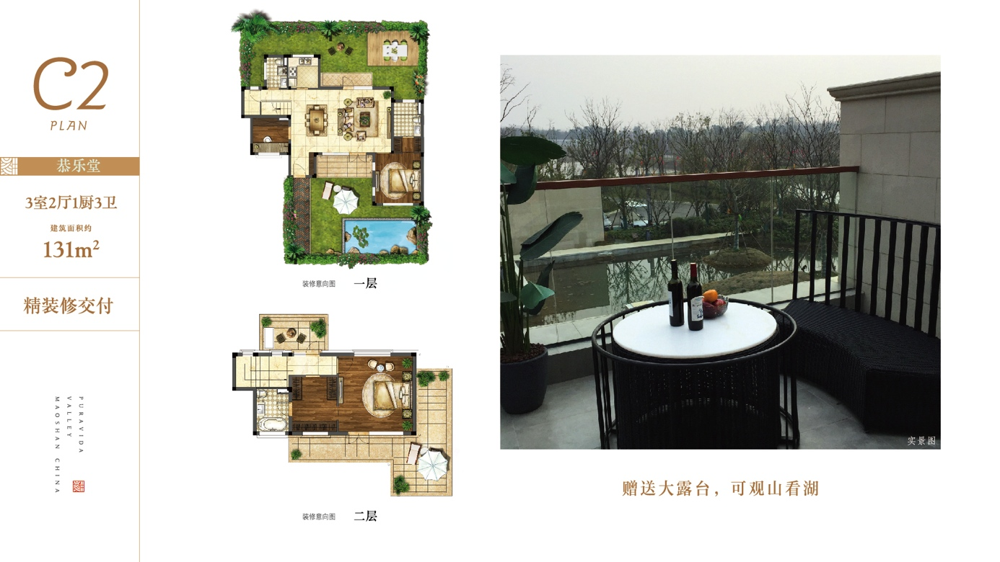 C2
PLAN
恭乐堂
3室2厅1厨3卫
建筑面积约
131m²
精装修交付
PURAVIDA
VALLEY
MAOSHAN CHINA
装修意向图 一层
装修意向图 二层
实景图
赠送大露台，可观山看湖